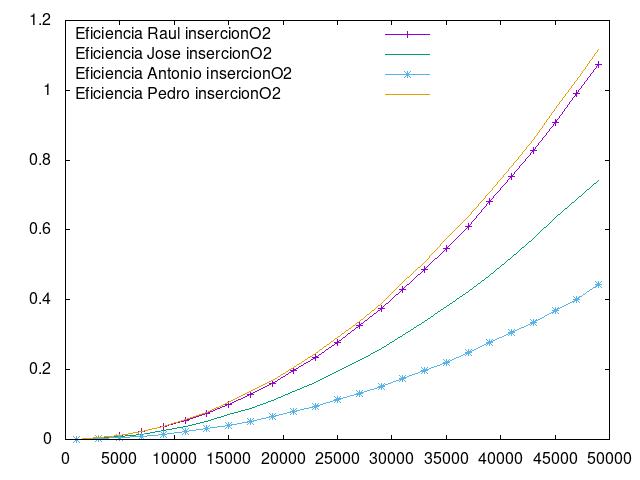 1.2
1
0.8
0.6
0.4
0.2
0
Eficiencia Raul insercionO2
Eficiencia Jose insercionO2
Eficiencia Antonio insercionO2
Eficiencia Pedro insercionO2
0 5000 10000 15000 20000 25000 30000 35000 40000 45000 50000